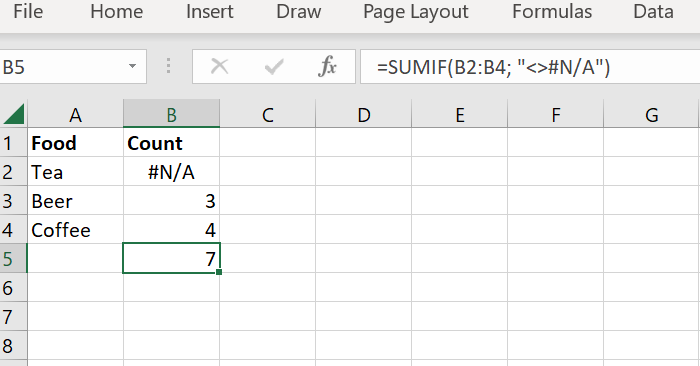 File Home Insert Draw Page Layout Formulas Data
B5 fx =SUMIF(B2:B4; "<>#N/A")
A B C D E F G
1 Food Count
2 Tea #N/A
3 Beer 3
4 Coffee 4
5 7
6
7
8